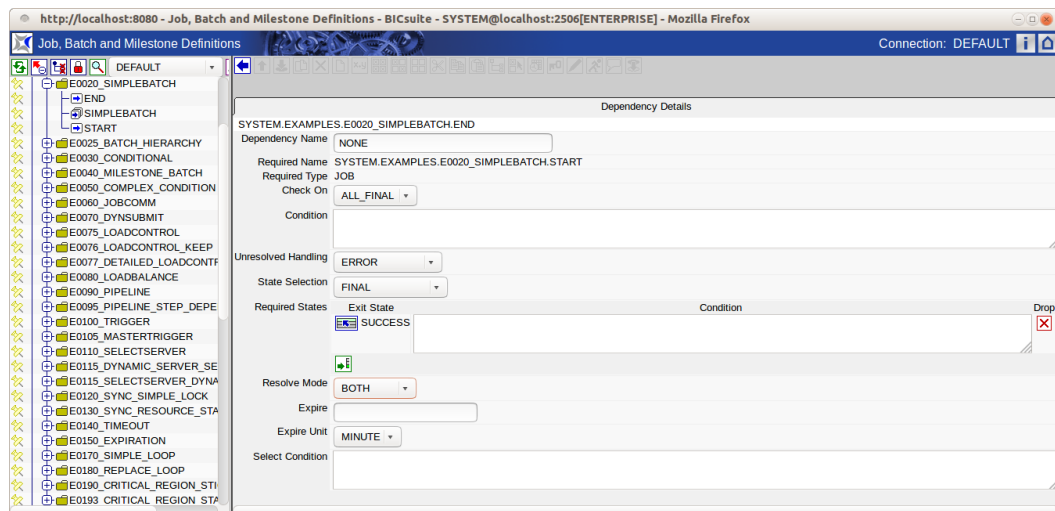 http://localhost:8080 - Job, Batch and Milestone Definitions - BICsuite - SYSTEM@localhost:2506[ENTERPRISE] - Mozilla Firefox
Job, Batch and Milestone Definitions
Connection: DEFAULT
DEFAULT
E0020_SIMPLEBATCH
END
SIMPLEBATCH
START
E0025_BATCH_HIERARCHY
E0030_CONDITIONAL
E0040_MILESTONE_BATCH
E0050_COMPLEX_CONDITION
E0060_JOBCOMM
E0070_DYNSUBMIT
E0075_LOADCONTROL
E0076_LOADCONTROL_KEEP
E0077_DETAILED_LOADCONTR
E0080_LOADBALANCE
E0090_PIPELINE
E0095_PIPELINE_STEP_DEPE
E0100_TRIGGER
E0105_MASTERTRIGGER
E0110_SELECTSERVER
E0115_DYNAMIC_SERVER_SE
E0115_SELECTSERVER_DYNA
E0120_SYNC_SIMPLE_LOCK
E0130_SYNC_RESOURCE_STA
E0140_TIMEOUT
E0150_EXPIRATION
E0170_SIMPLE_LOOP
E0180_REPLACE_LOOP
E0190_CRITICAL_REGION_STI
E0193_CRITICAL_REGION_STA
Dependency Details
SYSTEM.EXAMPLES.E0020_SIMPLEBATCH.END
Dependency Name NONE
Required Name SYSTEM.EXAMPLES.E0020_SIMPLEBATCH.START
Required Type JOB
Check On ALL_FINAL
Condition
Unresolved Handling ERROR
State Selection FINAL
Required States Exit State Condition Drop
SUCCESS
Resolve Mode BOTH
Expire
Expire Unit MINUTE
Select Condition